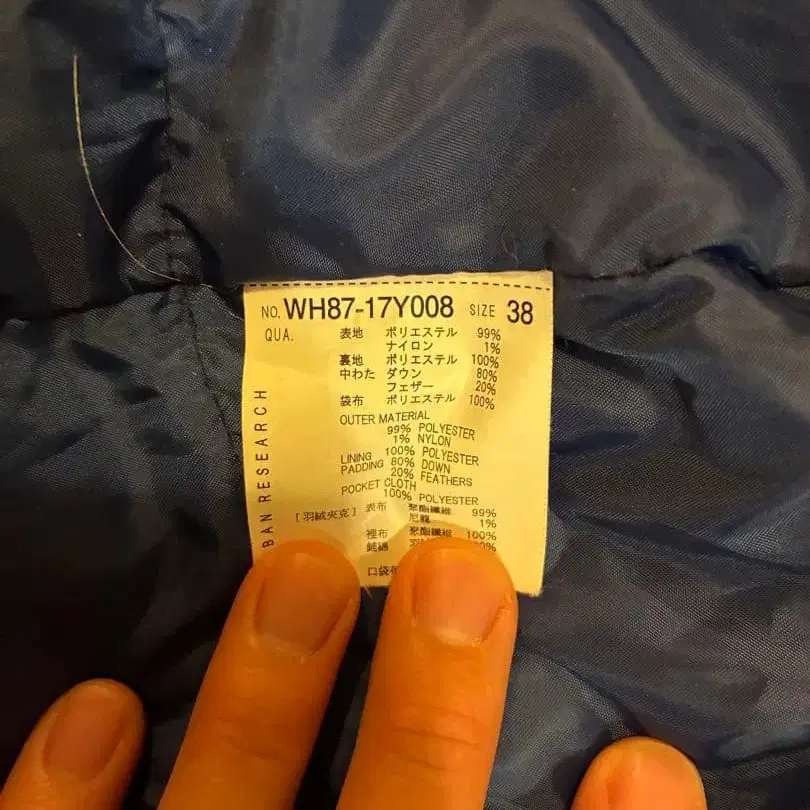 NO. WH87-17Y008 SIZE 38
QUA. 表地 ポリエステル 99%
ナイロン 1%
裏地 ポリエステル 100%
中わた ダウン 80%
フェザー 20%
袋布 ポリエステル 100%
OUTER MATERIAL
99% POLYESTER
1% NYLON
LINING 100% POLYESTER
PADDING 80% DOWN
20% FEATHERS
POCKET CLOTH
100% POLYESTER
[羽絨夾克] 表布 聚酯纖維 99%
尼龍 1%
裡布 聚酯纖維 100%
口袋布
BAN RESEARCH